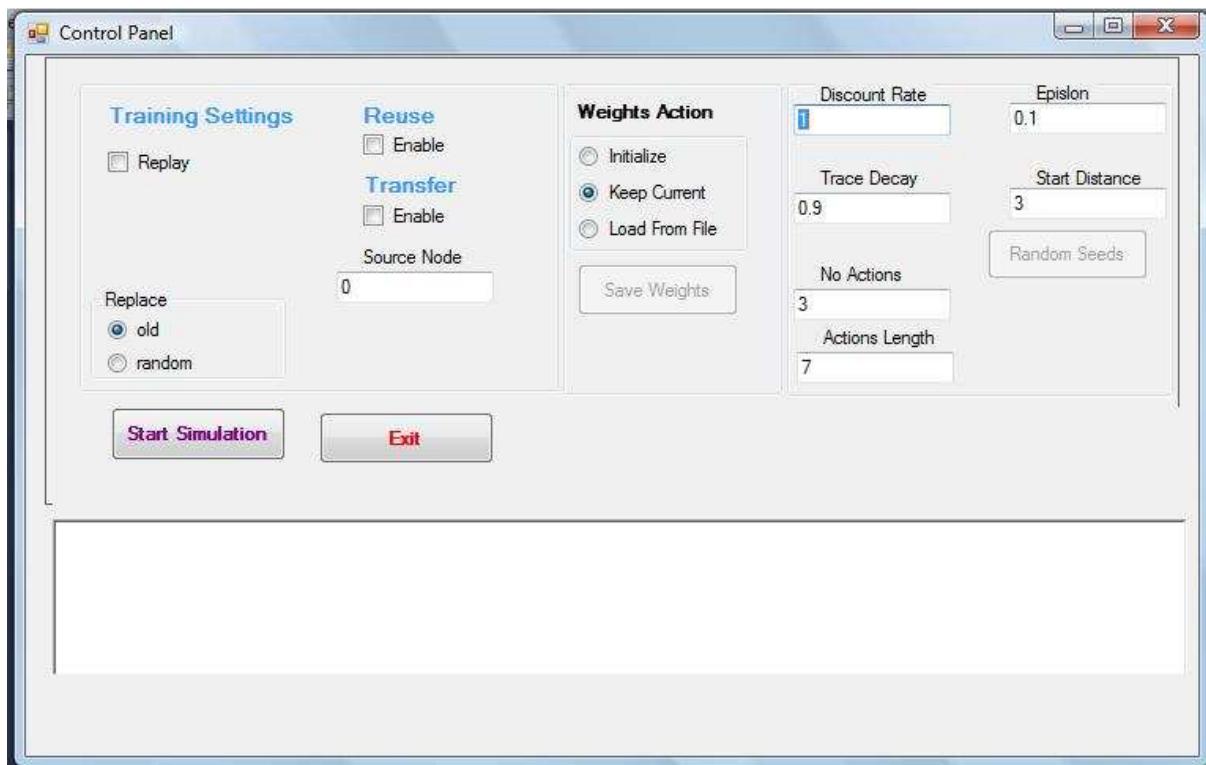 Control Panel
Training Settings
Replay
Replace
old
random
Reuse
Enable
Transfer
Enable
Source Node
0
Weights Action
Initialize
Keep Current
Load From File
Save Weights
Discount Rate
1
Epislon
0.1
Trace Decay
0.9
Start Distance
3
Random Seeds
No Actions
3
Actions Length
7
Start Simulation
Exit